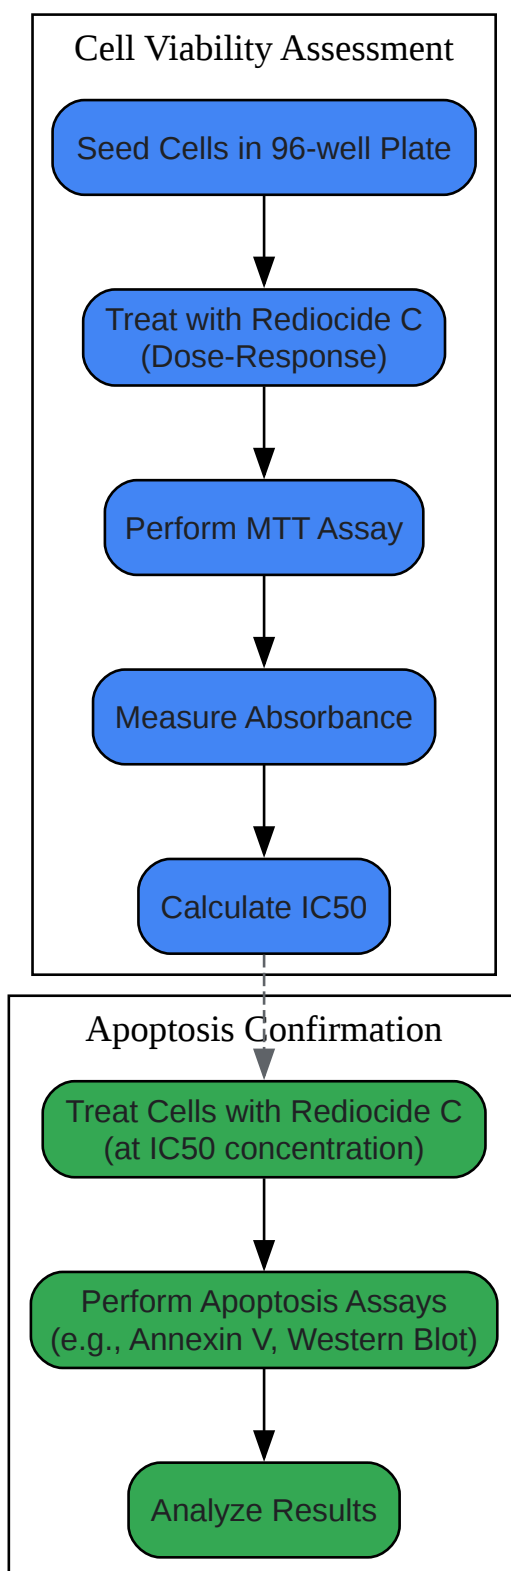 Cell Viability Assessment
Seed Cells in 96-well Plate
Treat with Rediocide C
(Dose-Response)
Perform MTT Assay
Measure Absorbance
Calculate IC50
Apoptosis Confirmation
Treat Cells with Rediocide C
(at IC50 concentration)
Perform Apoptosis Assays
(e.g., Annexin V, Western Blot)
Analyze Results